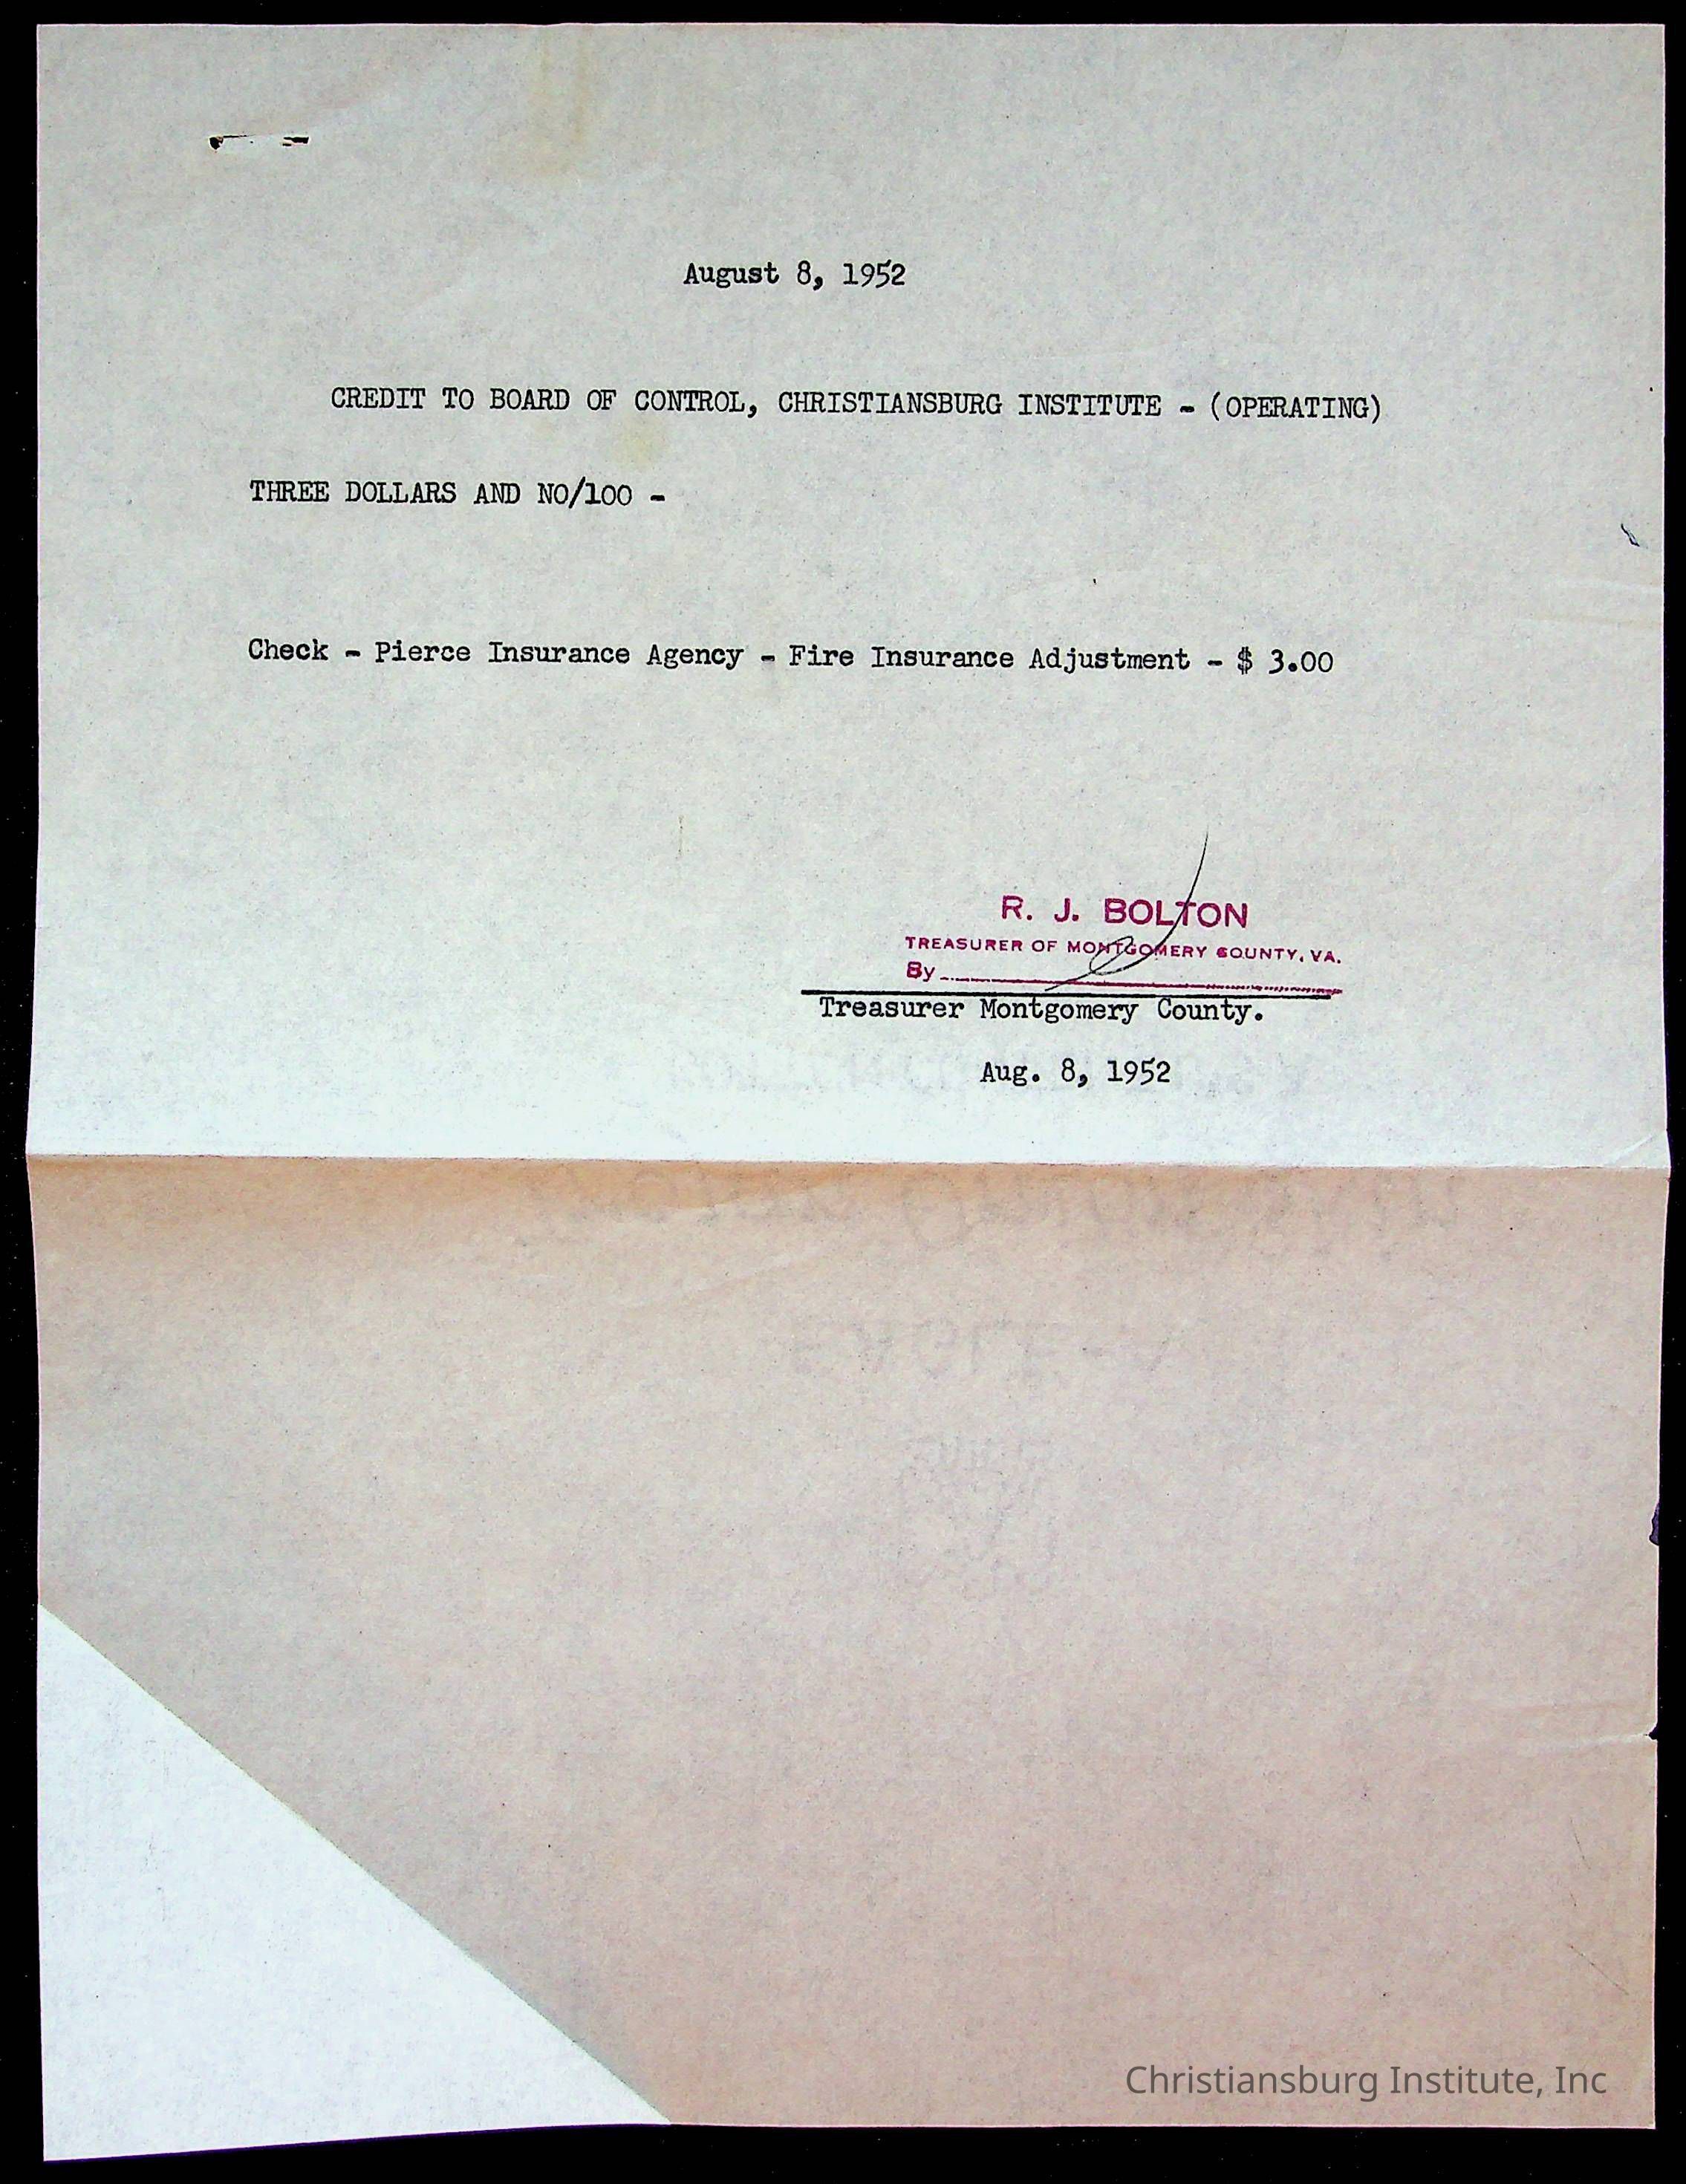 August 8, 1952
CREDIT TO BOARD OF CONTROL, CHRISTIANSBURG INSTITUTE - (OPERATING)
THREE DOLLARS AND NO/100 -
Check - Pierce Insurance Agency - Fire Insurance Adjustment - $ 3.00
R. J. BOLTON
TREASURER OF MONTGOMERY COUNTY, VA.
By
Treasurer Montgomery County.
Aug. 8, 1952
Christiansburg Institute, Inc